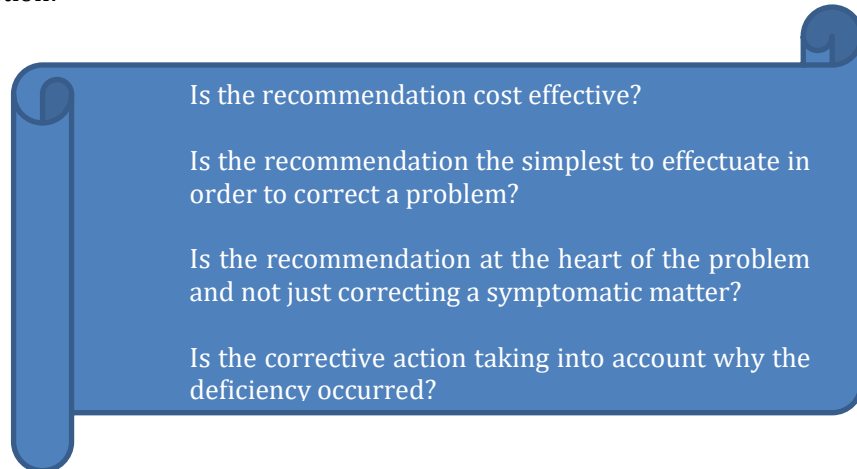 Is the recommendation cost effective?
Is the recommendation the simplest to effectuate in
order to correct a problem?
Is the recommendation at the heart of the problem
and not just correcting a symptomatic matter?
Is the corrective action taking into account why the
deficiency occurred?